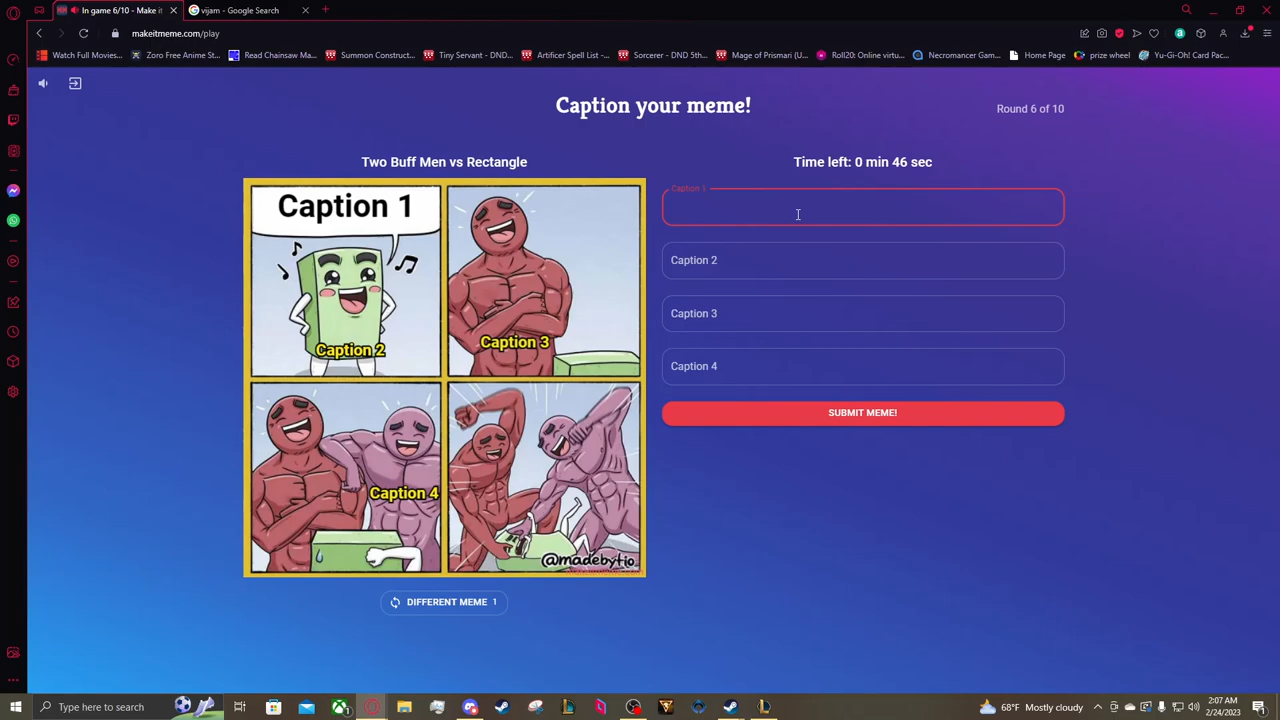 In game 6/10 - Make it
vijam - Google Search
makeitmeme.com/play
Watch Full Movies...
Zoro Free Anime St...
Read Chainsaw Ma...
Summon Construct...
Tiny Servant - DND...
Artificer Spell List -...
Sorcerer - DND 5th...
Mage of Prismari (U...
Roll20: Online virtu...
Necromancer Gene...
Home Page
prize wheel
Yu-Gi-Oh! Card Pac...
Caption your meme!
Round 6 of 10
Two Buff Men vs Rectangle
Time left: 0 min 46 sec
Caption 1
Caption 2
Caption 3
Caption 4
@madebytio
Caption 1
Caption 2
Caption 3
Caption 4
SUBMIT MEME!
DIFFERENT MEME 1
Type here to search
1
68°F Mostly cloudy
2:07 AM
2/24/2023